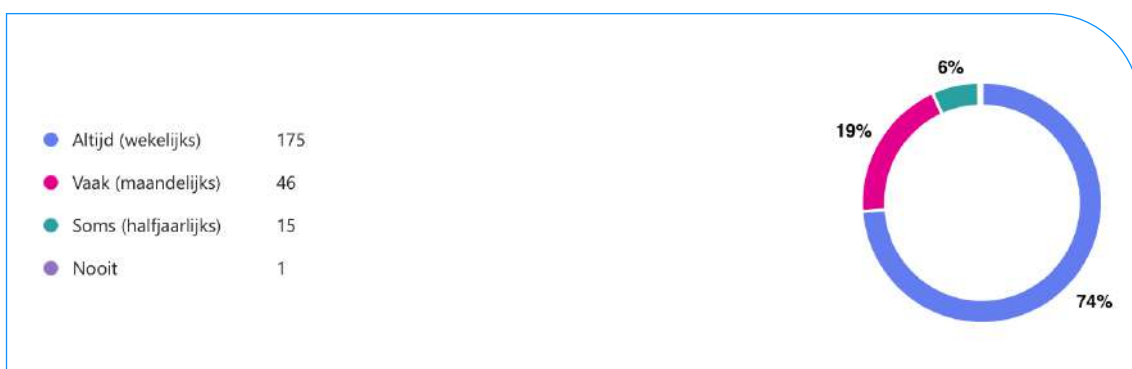 Altijd (wekelijks) 175
Vaak (maandelijks) 46
Soms (halfjaarlijks) 15
Nooit 1
6%
19%
74%